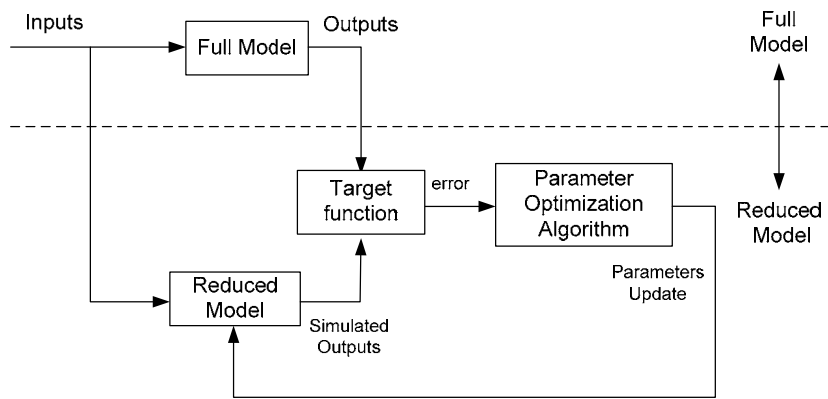 Inputs
Full Model
Outputs
Full
Model
Target
function
error
Parameter
Optimization
Algorithm
Reduced
Model
Parameters
Update
Reduced
Model
Simulated
Outputs